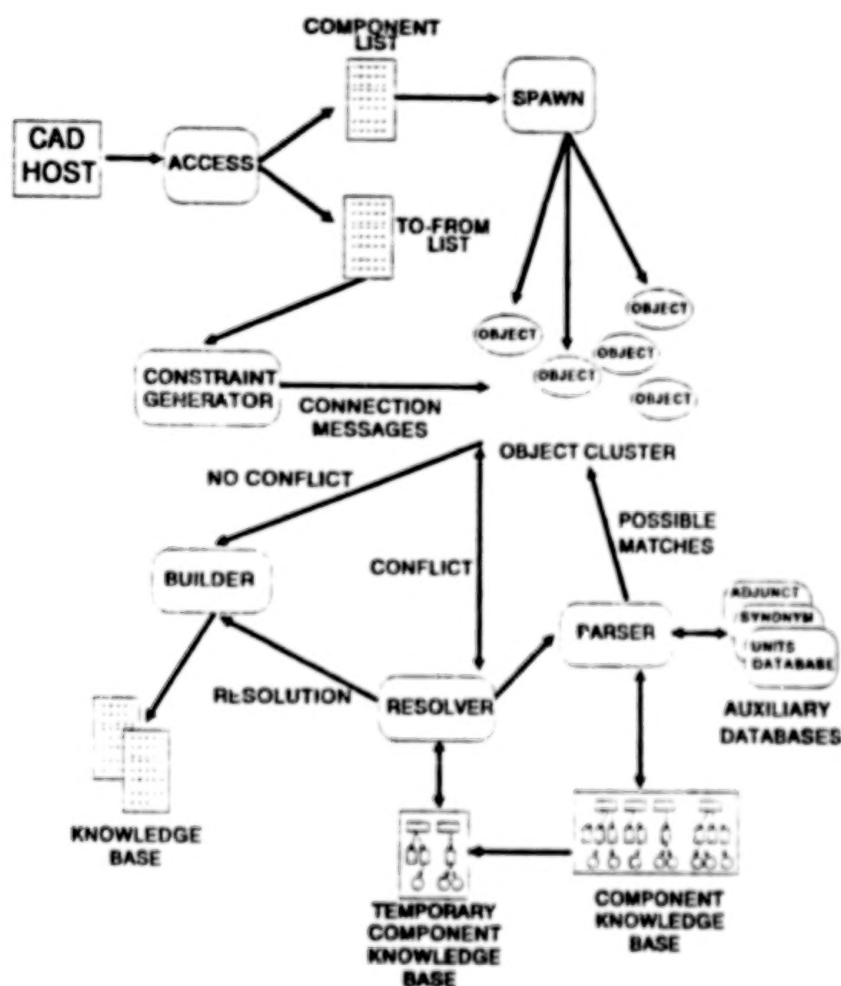 COMPONENT
LIST
SPAWN
CAD
HOST
ACCESS
TO-FROM
LIST
OBJECT
OBJECT
OBJECT
OBJECT
OBJECT
CONSTRAINT
GENERATOR
CONNECTION
MESSAGES
OBJECT CLUSTER
NO CONFLICT
POSSIBLE
MATCHES
CONFLICT
BUILDER
ADJUNCT
SYNONYM
UNITS
DATABASE
PARSER
RESOLUTION
RESOLVER
AUXILIARY
DATABASES
KNOWLEDGE
BASE
TEMPORARY
COMPONENT
KNOWLEDGE
BASE
COMPONENT
KNOWLEDGE
BASE